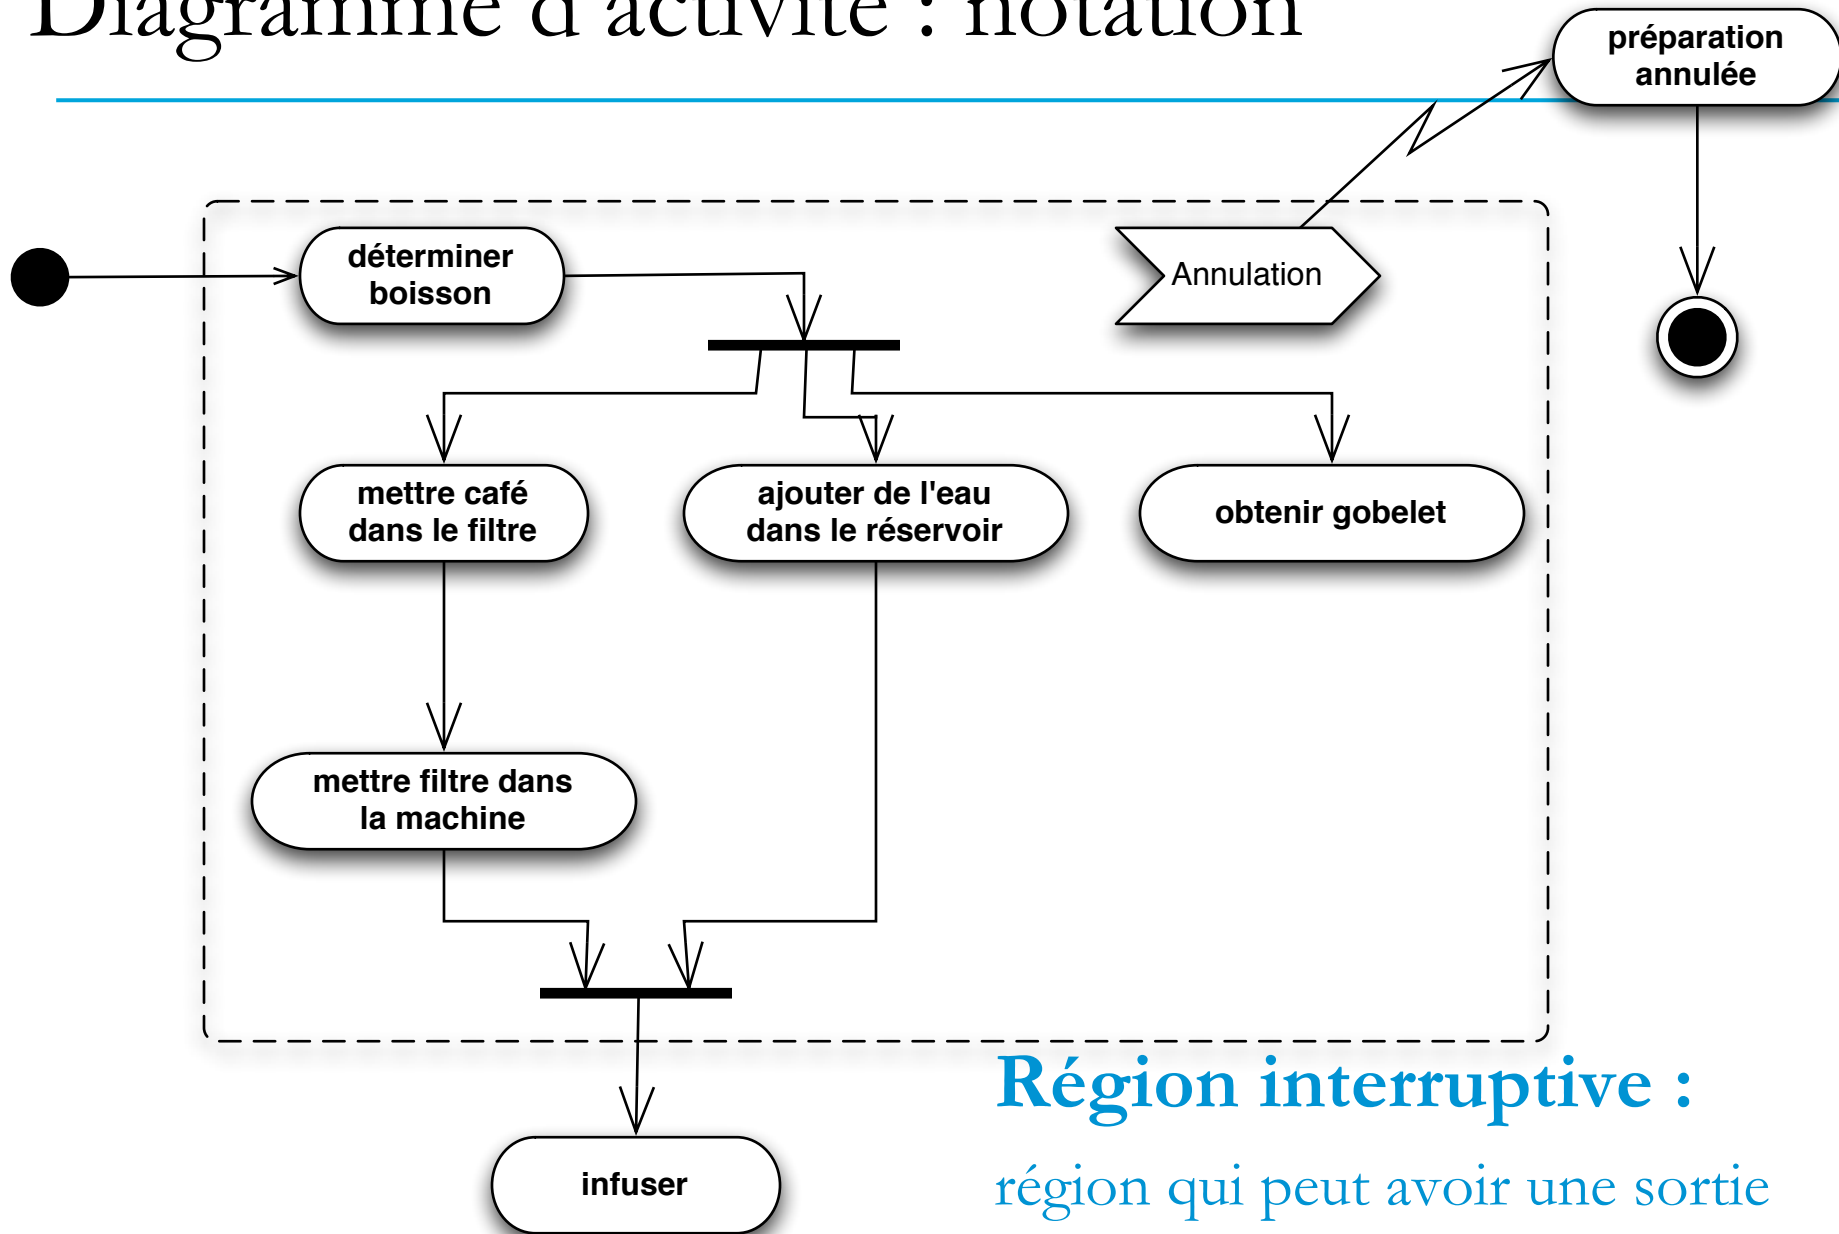 Diagramme d'activité : notation
préparation
annulée
déterminer
boisson
Annulation
mettre café
dans le filtre
ajouter de l'eau
dans le réservoir
obtenir gobelet
mettre filtre dans
la machine
Région interruptive :
infuser
région qui peut avoir une sortie